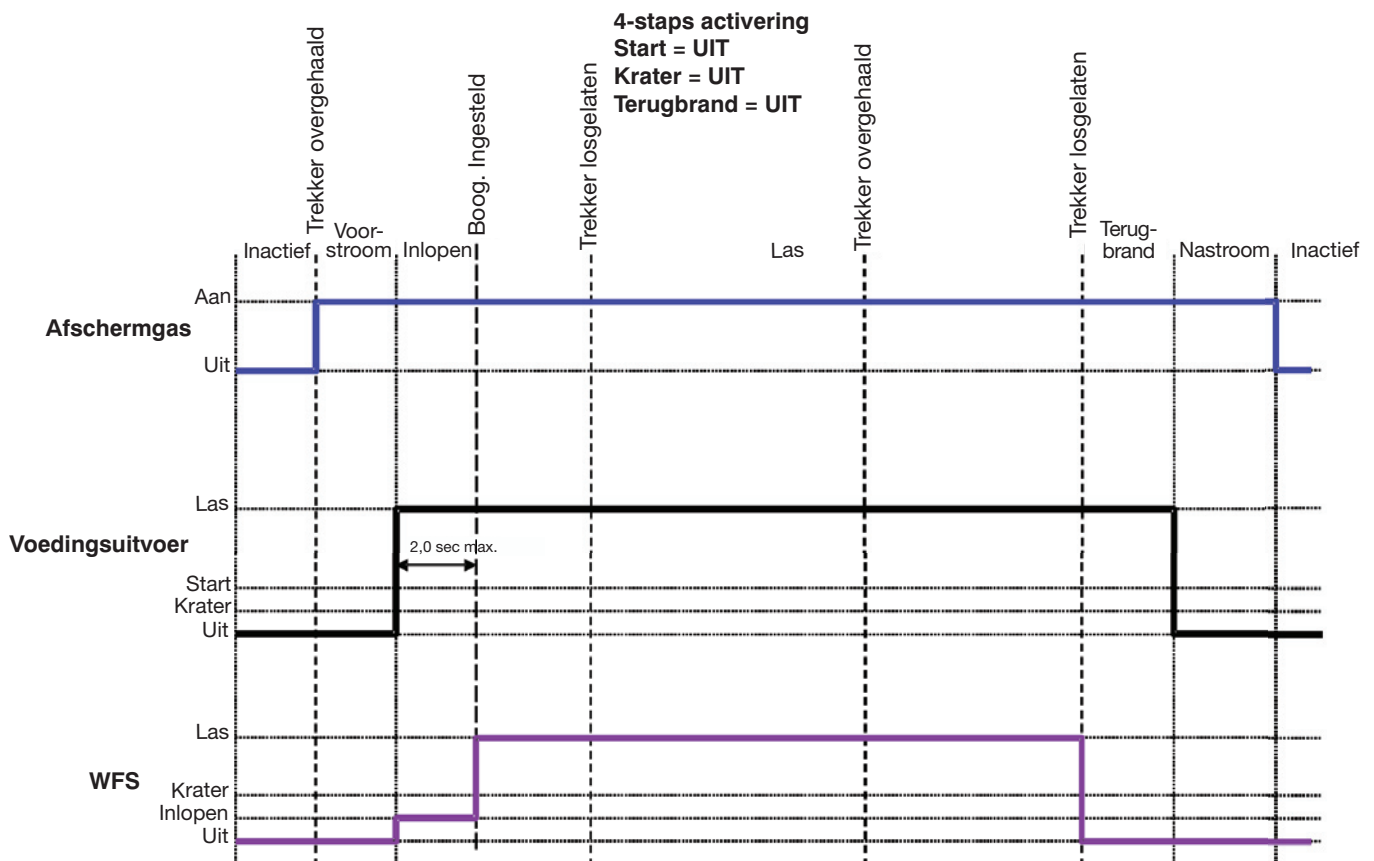 4-staps activering
Start = UIT
Krater = UIT
Terugbrand = UIT
Trekker overgehaald
Boog. Ingesteld
Trekker losgelaten
Trekker overgehaald
Trekker losgelaten
Inactief
Voor-
stroom
Inlopen
Las
Terug-
brand
Nastroom
Inactief
Afschermgas
Aan
Uit
Voedingsuitvoer
Las
2,0 sec max.
Start
Krater
Uit
WFS
Las
Krater
Inlopen
Uit